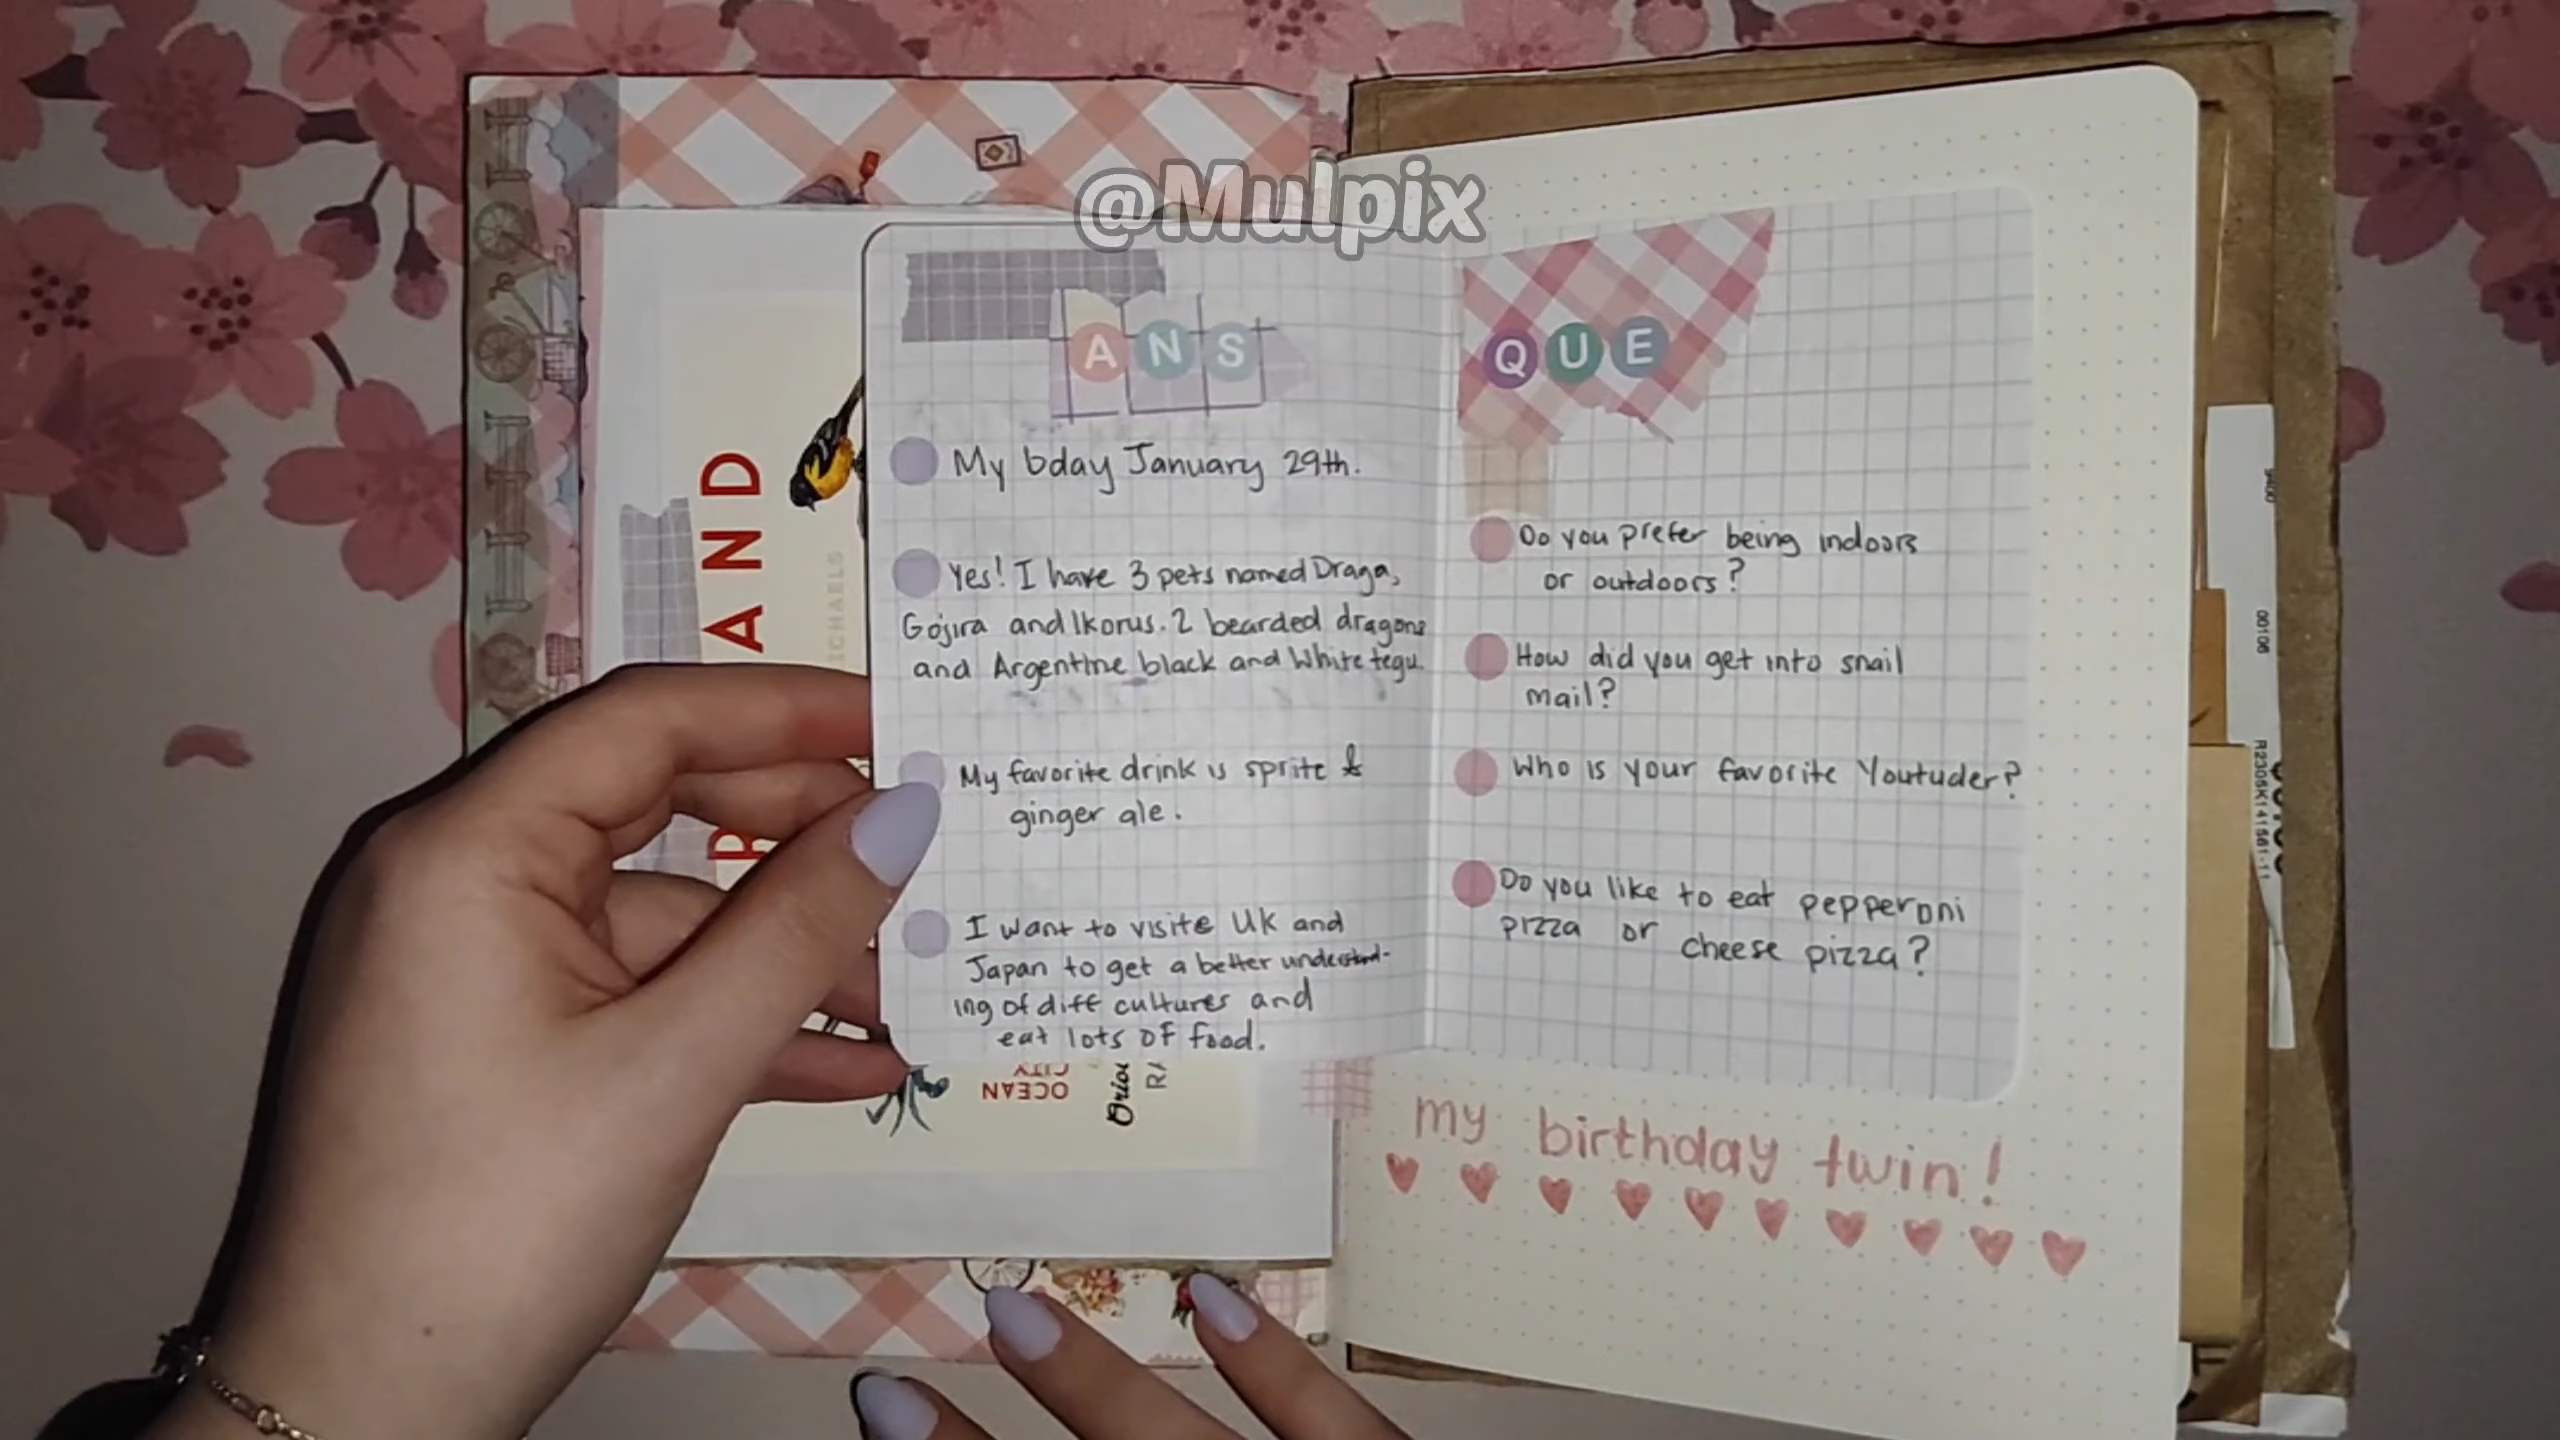 @Mulpix
ANS
My bday January 29th.
Yes! I have 3 pets named Draga,
Gojira and Ikorus. 2 bearded dragons
and Argentine black and White tegu.
My favorite drink is sprite &
ginger ale.
I want to visite UK and
Japan to get a better understand-
ing of diff cultures and
eat lots of food.
QUE
Do you prefer being indoors
or outdoors?
How did you get into snail
mail?
Who is your favorite Youtuder?
Do you like to eat pepperoni
pizza or cheese pizza?
my birthday twin!
AND
OCEAN
CITY